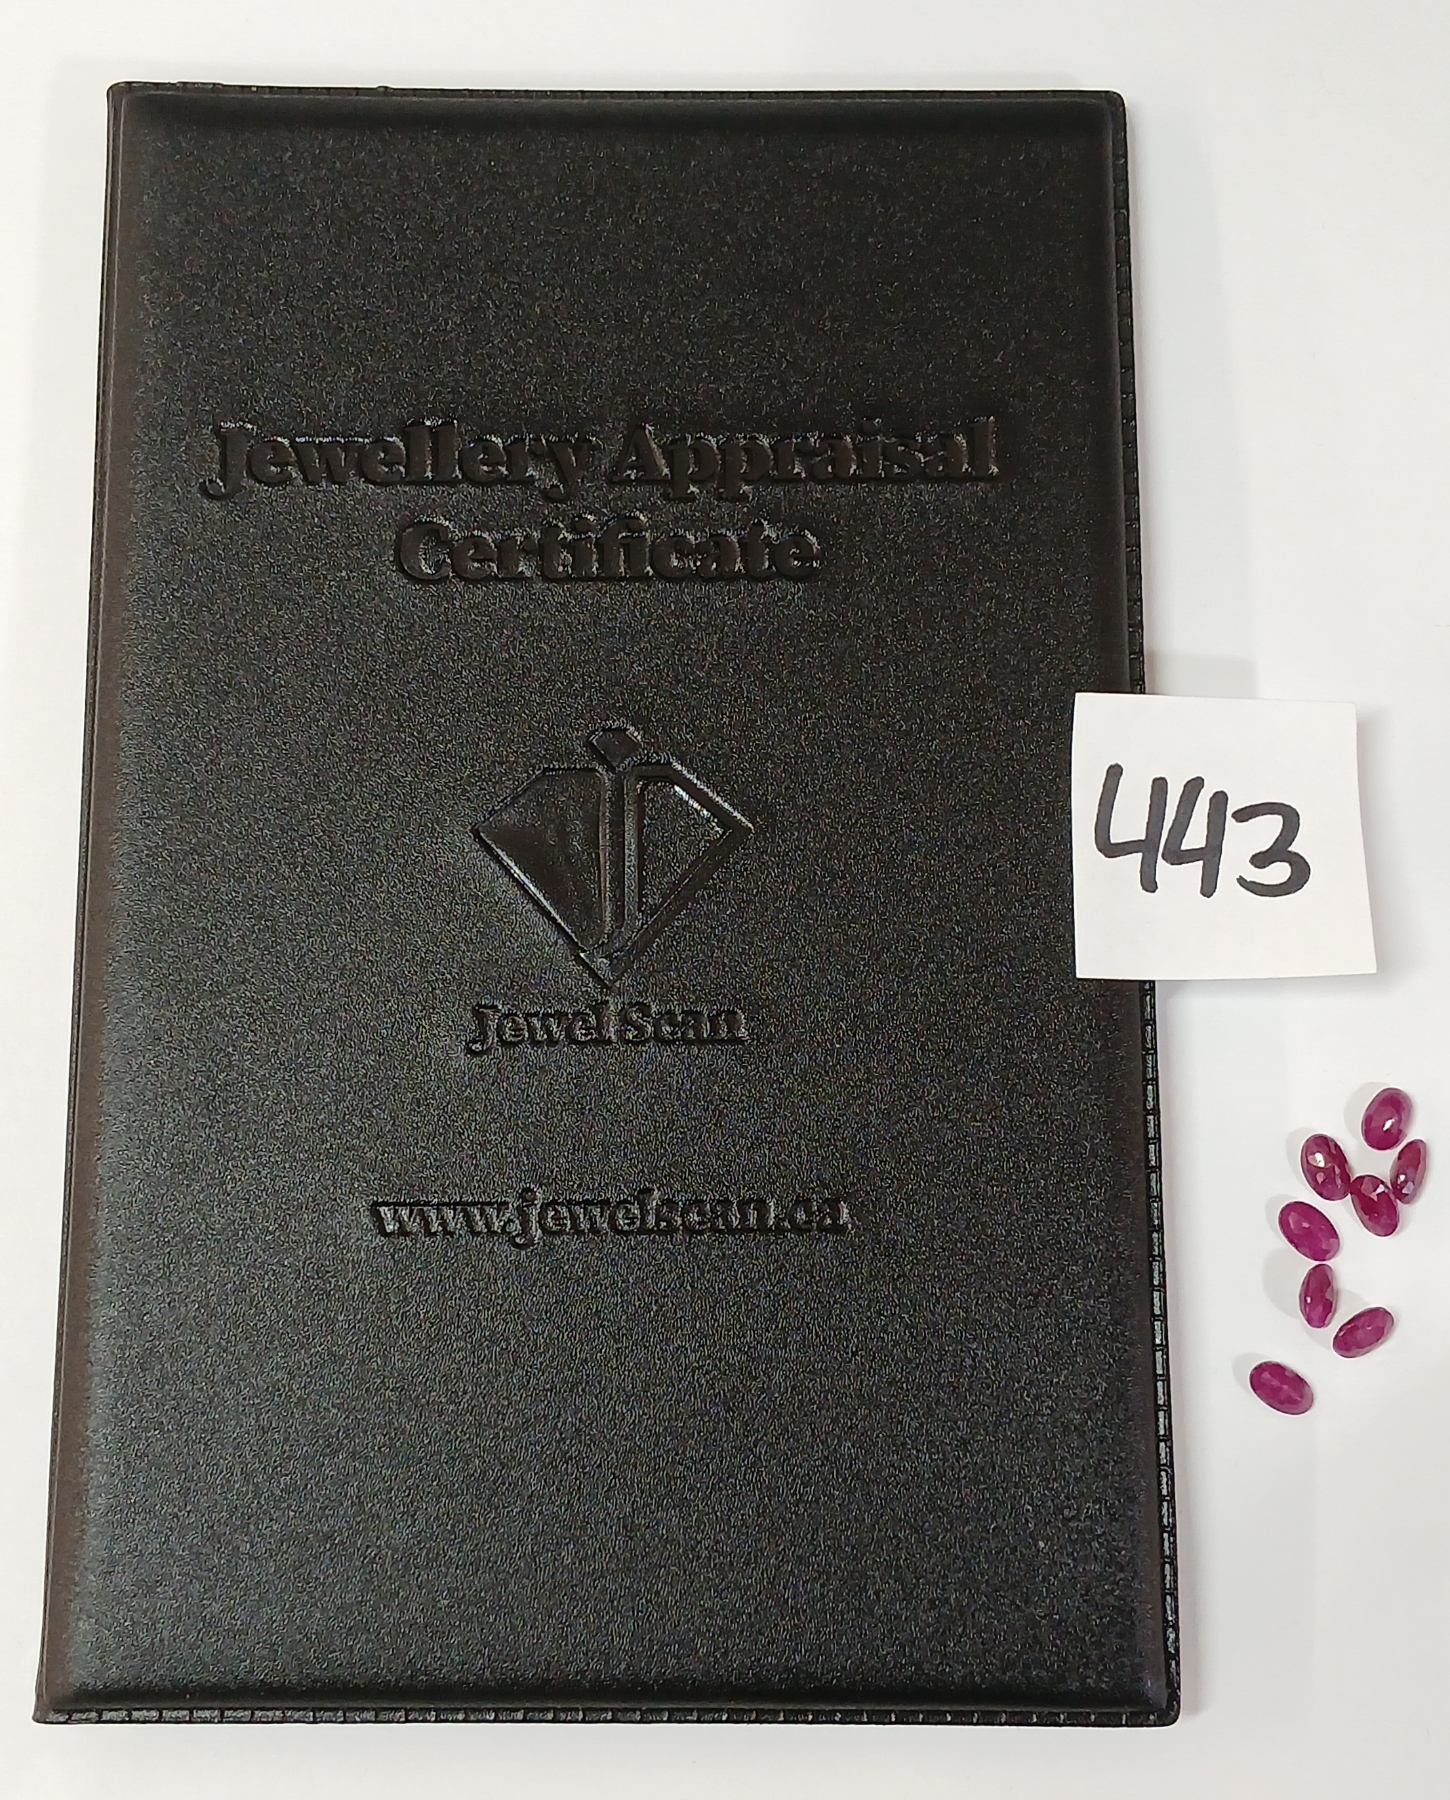 Jewellery Appraisal
Certificate
443
Jewel Scan
www.jewelscan.ca